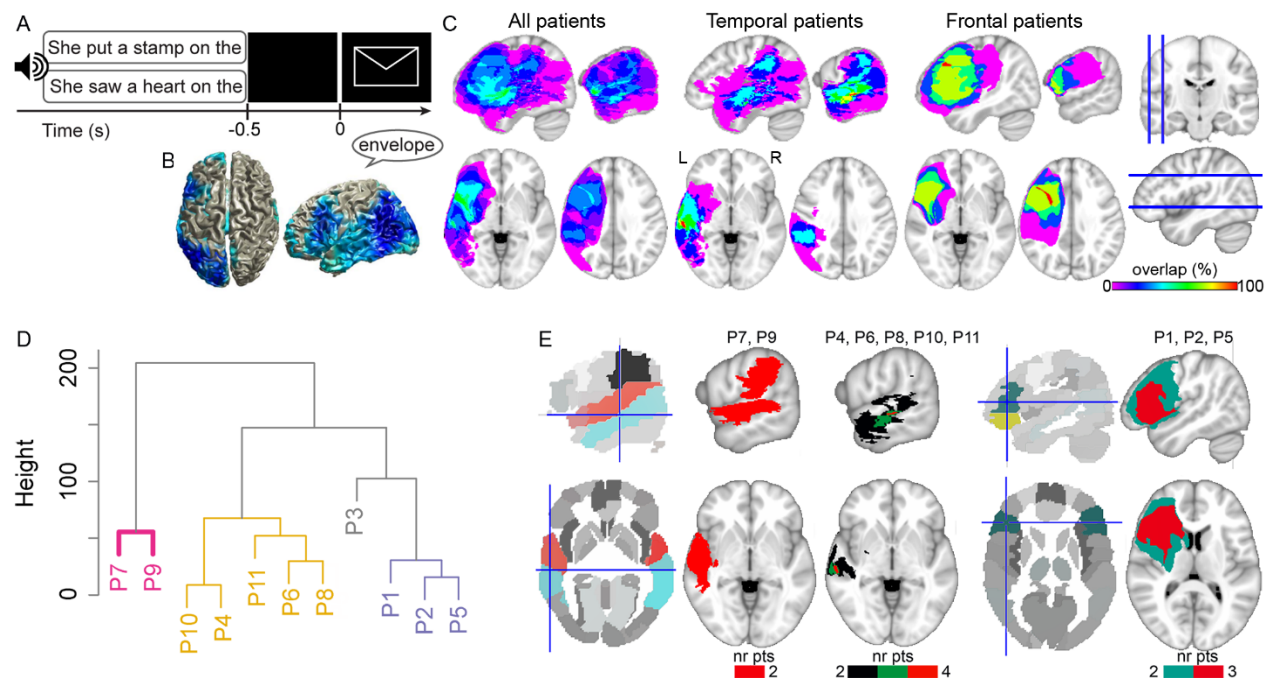 A
She put a stamp on the
She saw a heart on the
Time (s)
-0.5
0
envelope
B
C
All patients
Temporal patients
Frontal patients
L
R
overlap (%)
0
100
D
Height
200
100
0
P7
P9
P10
P4
P11
P6
P8
P3
P1
P2
P5
E
P7, P9
P4, P6, P8, P10, P11
P1, P2, P5
nr pts
2
nr pts
2 4
nr pts
2 3